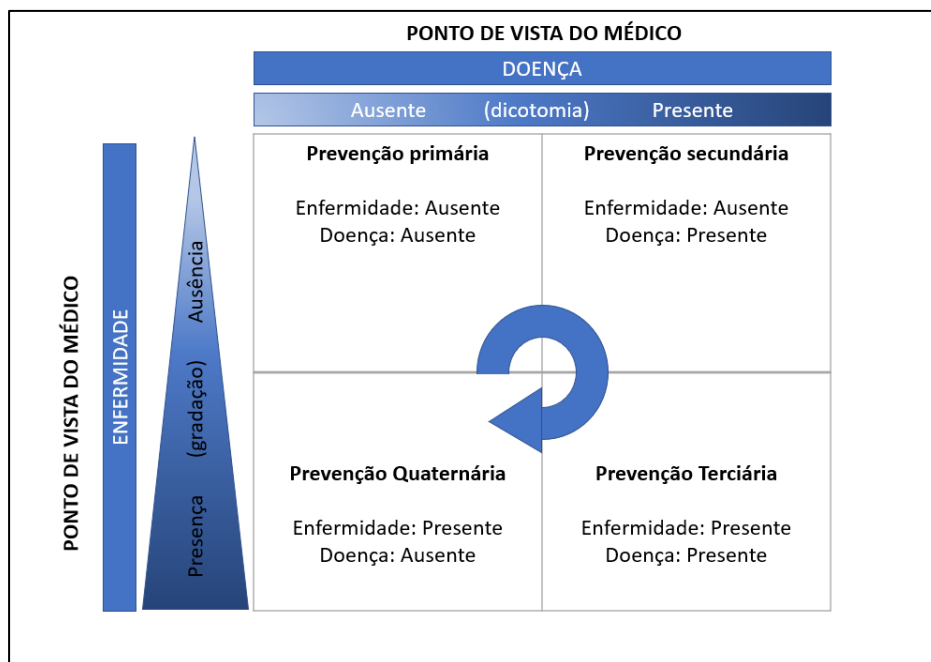 PONTO DE VISTA DO MÉDICO
DOENÇA
Ausente (dicotomia) Presente
PONTO DE VISTA DO MÉDICO
ENFERMIDADE
Presença (gradação) Ausência
Prevenção primária
Enfermidade: Ausente
Doença: Ausente
Prevenção secundária
Enfermidade: Ausente
Doença: Presente
Prevenção Quaternária
Enfermidade: Presente
Doença: Ausente
Prevenção Terciária
Enfermidade: Presente
Doença: Presente